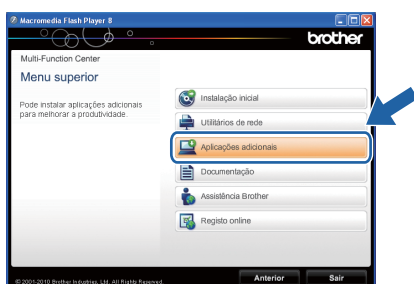 Macromedia Flash Player 8
brother
Multi-Function Center
Menu superior
Pode instalar aplicações adicionais
para melhorar a produtividade.
Instalação inicial
Utilitários de rede
Aplicações adicionais
Documentação
Assistência Brother
Registo online
© 2001-2010 Brother Industries, Ltd. All Rights Reserved.
Anterior
Sair